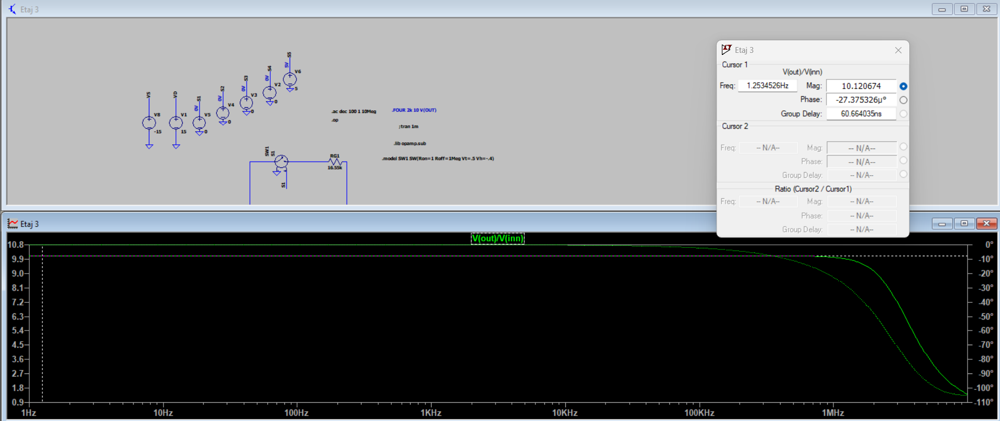 Etaj 3
S5
5V
V6
5
S4
0V
V2
0
S3
0V
V3
0
S2
0V
V4
0
VS
V8
-15
VD
V1
15
S1
0V
V5
0
.ac dec 100 1 10Meg
.FOUR 2k 10 V(OUT)
.op
;tran 1m
.lib opamp.sub
.model SW1 SW(Ron=1 Roff=1Meg Vt=.5 Vh=-.4)
SW1
S1
RG1
16.55k
S1
Etaj 3
Cursor 1
V(out)/V(inn)
Freq: 1.2534526Hz Mag: 10.120674
Phase: -27.375326µ°
Group Delay: 60.664035ns
Cursor 2
Freq: -- N/A-- Mag: -- N/A--
Phase: -- N/A--
Group Delay: -- N/A--
Ratio (Cursor2 / Cursor1)
Freq: -- N/A-- Mag: -- N/A--
Phase: -- N/A--
Group Delay: -- N/A--
Etaj 3
V(out)/V(inn)
10.8 0°
9.9 -10°
9.0 -20°
8.1 -30°
7.2 -40°
6.3 -50°
5.4 -60°
4.5 -70°
3.6 -80°
2.7 -90°
1.8 -100°
0.9 -110°
1Hz 10Hz 100Hz 1KHz 10KHz 100KHz 1MHz